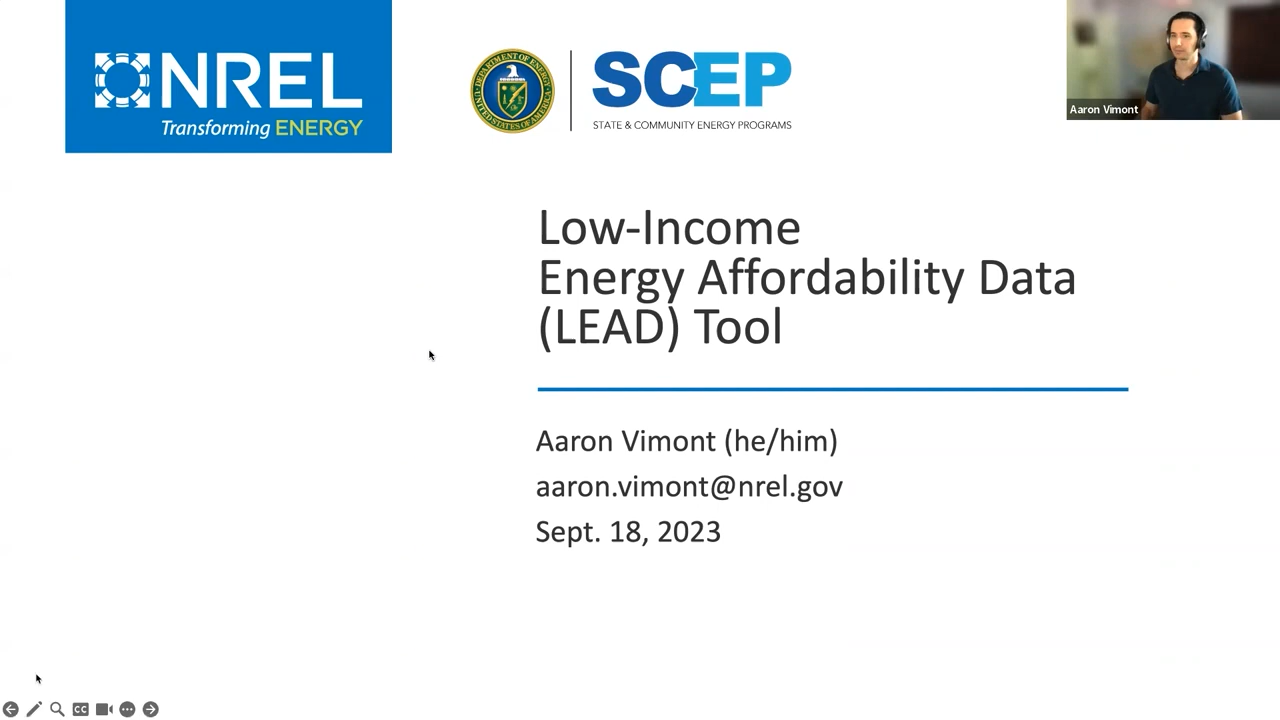 NREL
Transforming ENERGY
SCEP
STATE & COMMUNITY ENERGY PROGRAMS
Aaron Vimont
Low-Income
Energy Affordability Data
(LEAD) Tool
Aaron Vimont (he/him)
aaron.vimont@nrel.gov
Sept. 18, 2023
CC